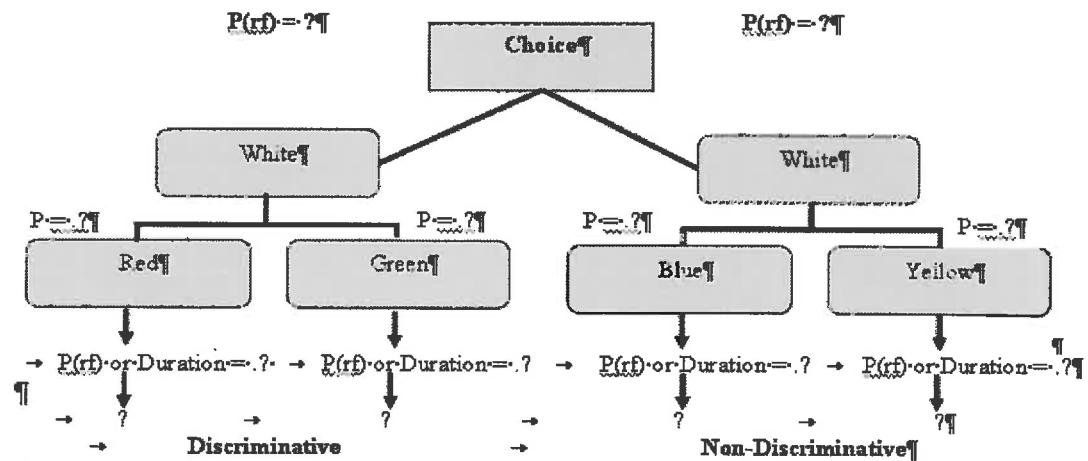 P(rf)·=·?¶ P(rf)·=·?¶
Choice¶
White¶ White¶
P·=·.?¶ P·=·.?¶ P·=·.?¶ P·=·.?¶
Red¶ Green¶ Blue¶ Yellow¶
¶
→ P(rf)·or·Duration·=·.?· → P(rf)·or·Duration·=·.? → P(rf)·or·Duration·=·.? → P(rf)·or·Duration·=·.?¶
¶
→ ? → ? → ? → ?¶
→ Discriminative → Non-Discriminative¶